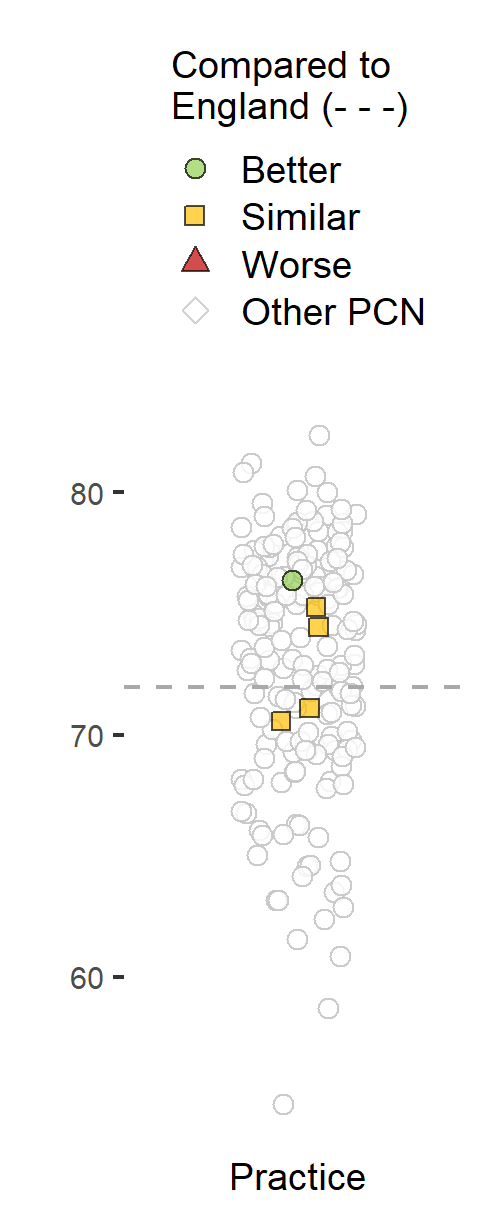 Compared to
England (- - -)
Better
Similar
Worse
Other PCN
80
70
60
Practice